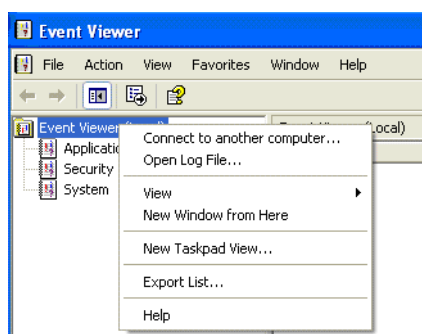 Event Viewer
File Action View Favorites Window Help
Event Viewer
Connect to another computer...
Open Log File...
Security
System
View
New Window from Here
New Taskpad View...
Export List...
Help